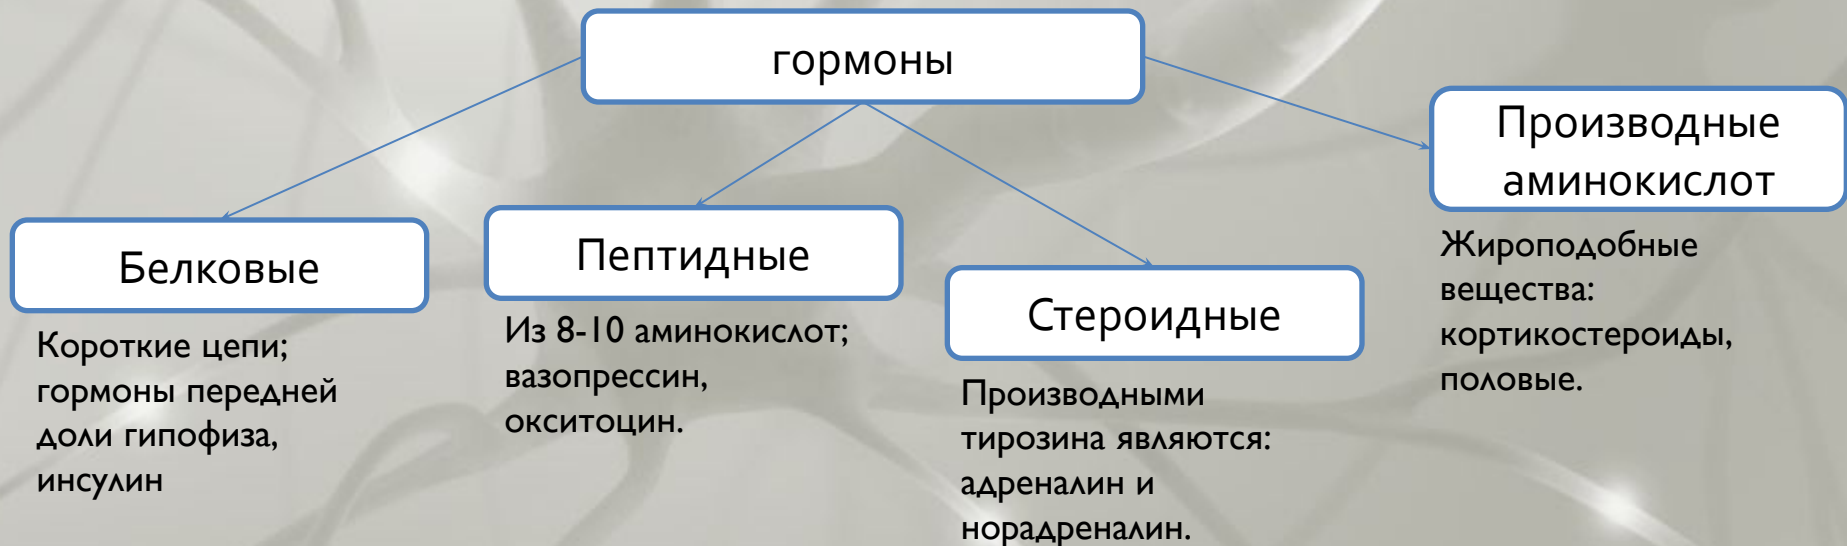 гормоны
Белковые
Короткие цепи;
гормоны передней
доли гипофиза,
инсулин
Пептидные
Из 8-10 аминокислот;
вазопрессин,
окситоцин.
Стероидные
Производными
тирозина являются:
адреналин и
норадреналин.
Производные
аминокислот
Жироподобные
вещества:
кортикостероиды,
половые.